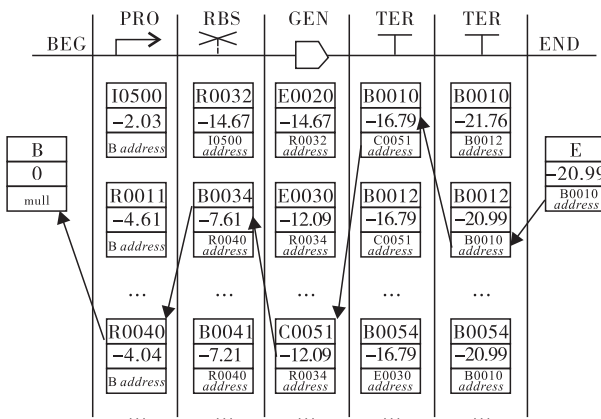 PRO RBS GEN TER TER
BEG END
I0500 R0032 E0020 B0010 B0010
-2.03 -14.67 -14.67 -16.79 -21.76
B address I0500 address R0032 address C0051 address B0012 address
B E
0 -20.99
mull B0010 address
R0011 B0034 E0030 B0012 B0012
-4.61 -7.61 -12.09 -16.79 -20.99
B address R0040 address R0034 address C0051 address B0010 address
... ... ... ... ...
R0040 B0041 C0051 B0054 B0054
-4.04 -7.21 -12.09 -16.79 -20.99
B address R0040 address R0034 address E0030 address B0010 address
... ... ... ... ...